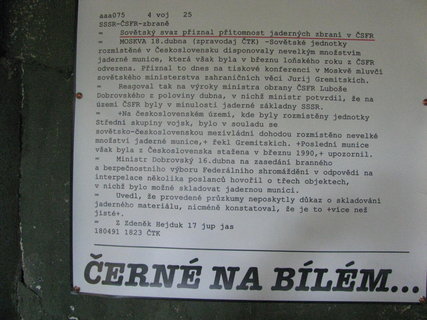 aaa075 4 voj 25
SSSR-ČSFR-zbraně
= Sovětský svaz přiznal přítomnost jaderných zbraní v ČSFR
= MOSKVA 18.dubna (zpravodaj ČTK) -Sovětské jednotky
rozmístěné v Československu disponovaly nevelkým množstvím
jaderné munice, která však byla v březnu loňského roku z ČSFR
odvezena. Přiznal to dnes na tiskové konferenci v Moskvě mluvčí
sovětského ministerstva zahraničních věcí Jurij Gremitskich.
= Reagoval tak na výroky ministra obrany ČSFR Luboše
Dobrovského z poloviny dubna, v nichž ministr potvrdil, že na
území ČSFR byly v minulosti jaderné základny SSSR.
= +Na československém území, kde byly rozmístěny jednotky
Střední skupiny vojsk, bylo v souladu se
sovětsko-československou mezivládní dohodou rozmístěno nevelké
množství jaderné munice,+ řekl Gremitskich. +Poslední munice
však byla z Československa stažena v březnu 1990,+ upozornil.
= Ministr Dobrovský 16.dubna na zasedání branného
a bezpečnostního výboru Federálního shromáždění v odpovědi na
interpelace několika poslanců hovořil o třech objektech,
v nichž bylo možné skladovat jadernou munici.
= Uvedl, že provedené průzkumy neposkytly důkaz o skladování
jaderného materiálu, nicméně konstatoval, že je to +více než
jisté+.
= Z Zdeněk Hejduk 17 jup jas
180491 1823 ČTK
ČERNÉ NA BÍLÉM...